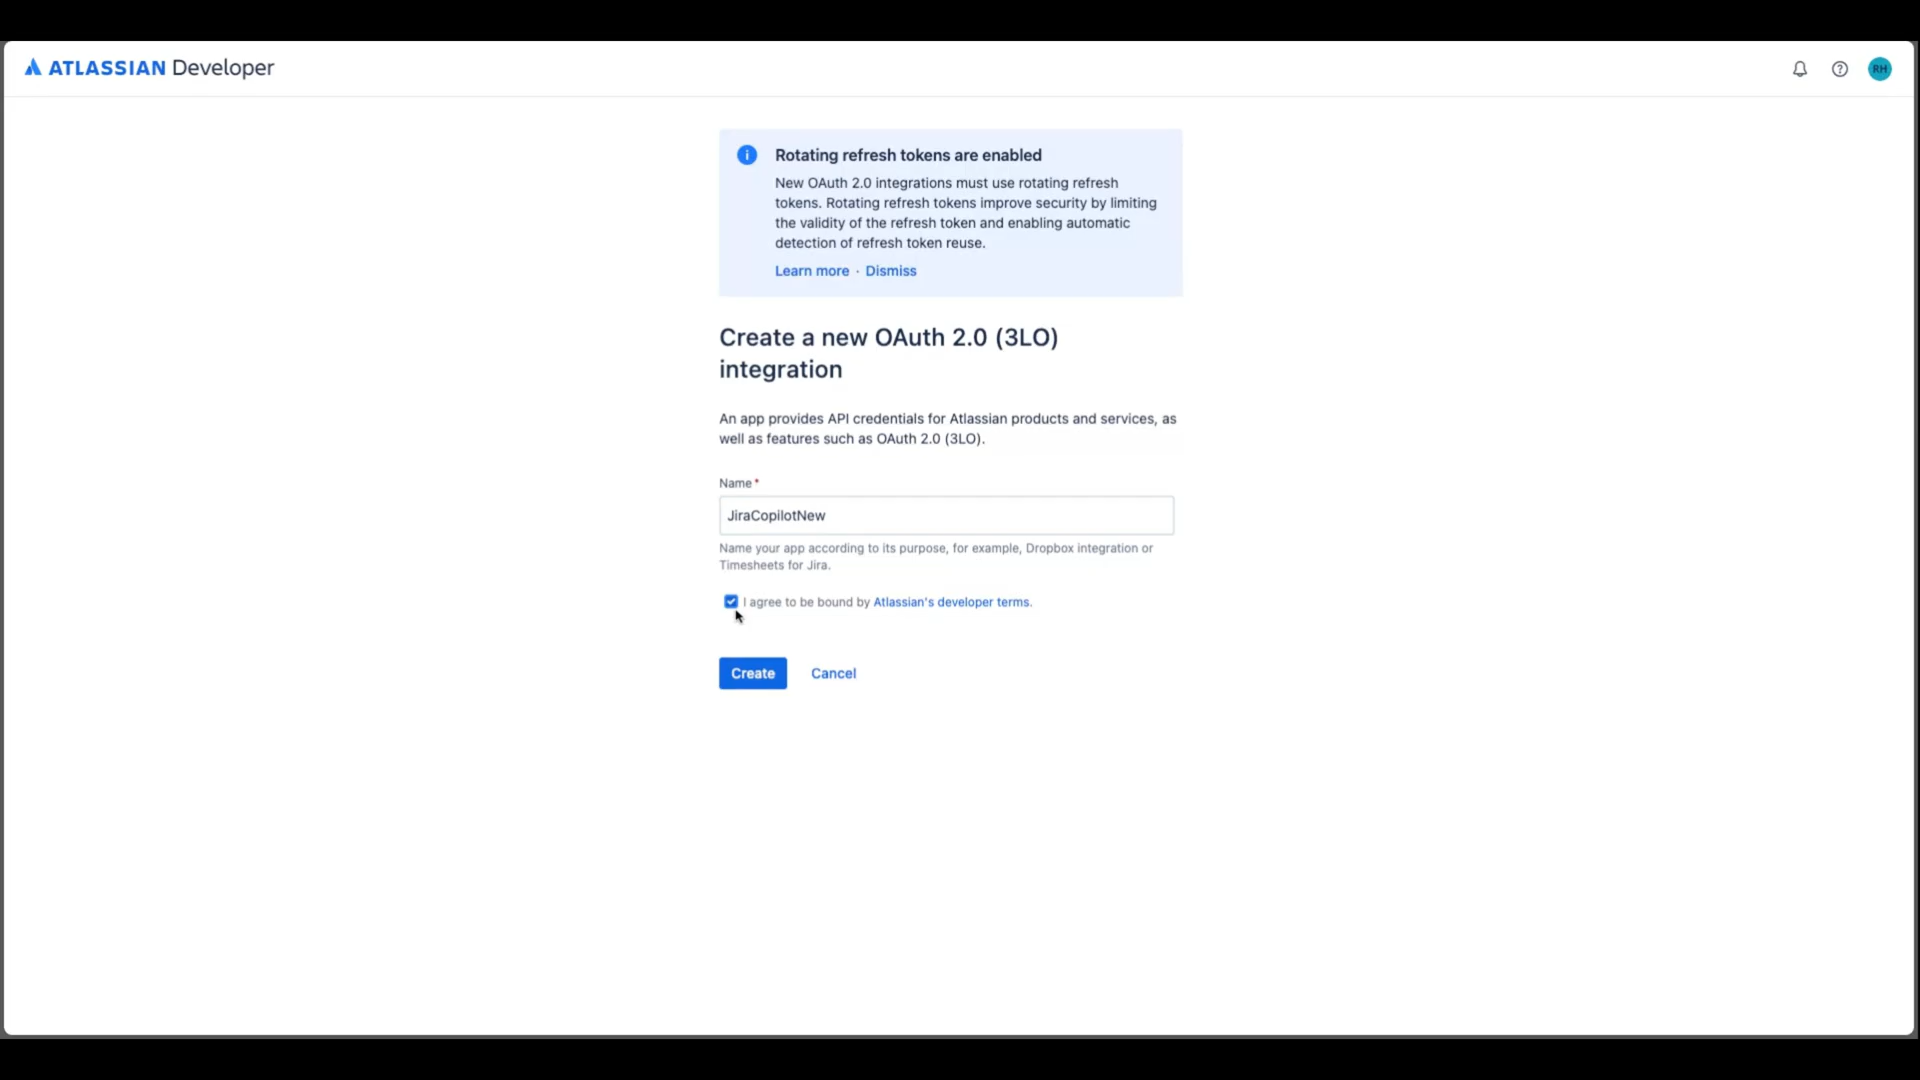 ATLASSIAN Developer
RH
Rotating refresh tokens are enabled
New OAuth 2.0 integrations must use rotating refresh
tokens. Rotating refresh tokens improve security by limiting
the validity of the refresh token and enabling automatic
detection of refresh token reuse.
Learn more · Dismiss
Create a new OAuth 2.0 (3LO)
integration
An app provides API credentials for Atlassian products and services, as
well as features such as OAuth 2.0 (3LO).
Name*
JiraCopilotNew
Name your app according to its purpose, for example, Dropbox integration or
Timesheets for Jira.
I agree to be bound by Atlassian's developer terms.
Create Cancel